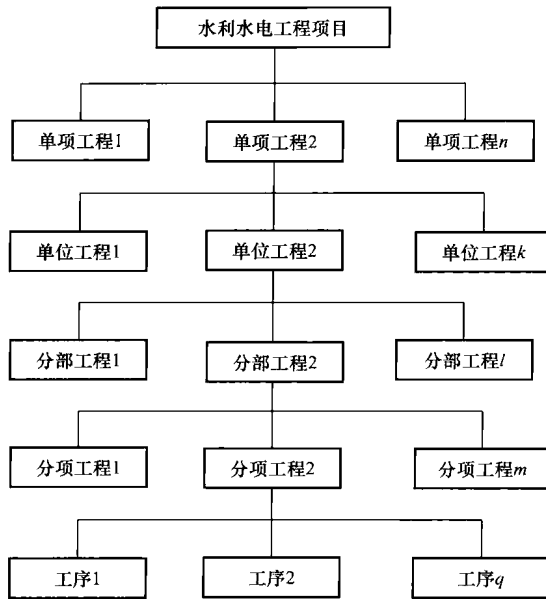 水利水电工程项目
单项工程1
单项工程2
单项工程n
单位工程1
单位工程2
单位工程k
分部工程1
分部工程2
分部工程l
分项工程1
分项工程2
分项工程m
工序1
工序2
工序q